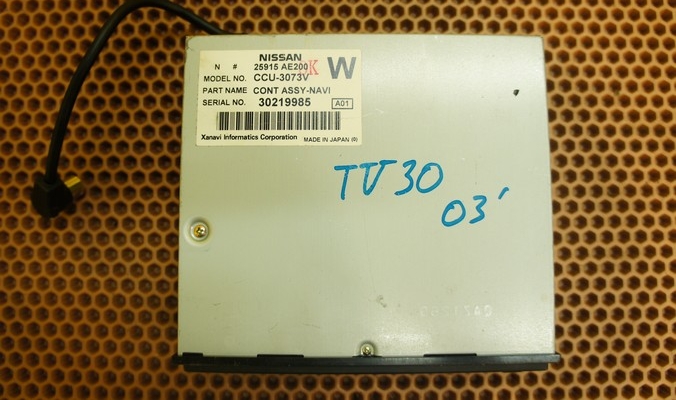 NISSAN
N # 25915 AE200 K W
MODEL NO. CCU-3073V
PART NAME CONT ASSY-NAVI
SERIAL NO. 30219985 A01
Xanavi Informatics Corporation MADE IN JAPAN (0)
TV30
03'